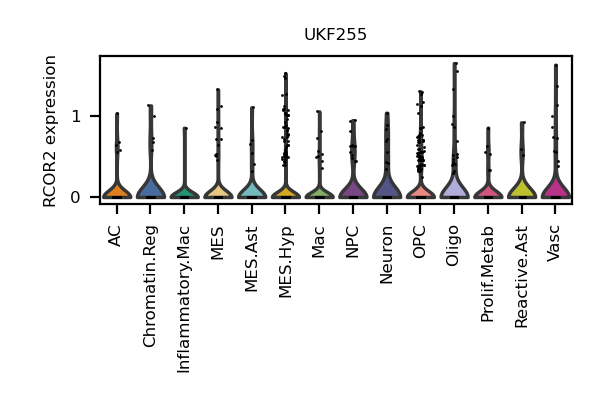 UKF255
RCOR2 expression
1
0
AC
Chromatin.Reg
Inflammatory.Mac
MES
MES.Ast
MES.Hyp
Mac
NPC
Neuron
OPC
Oligo
Prolif.Metab
Reactive.Ast
Vasc